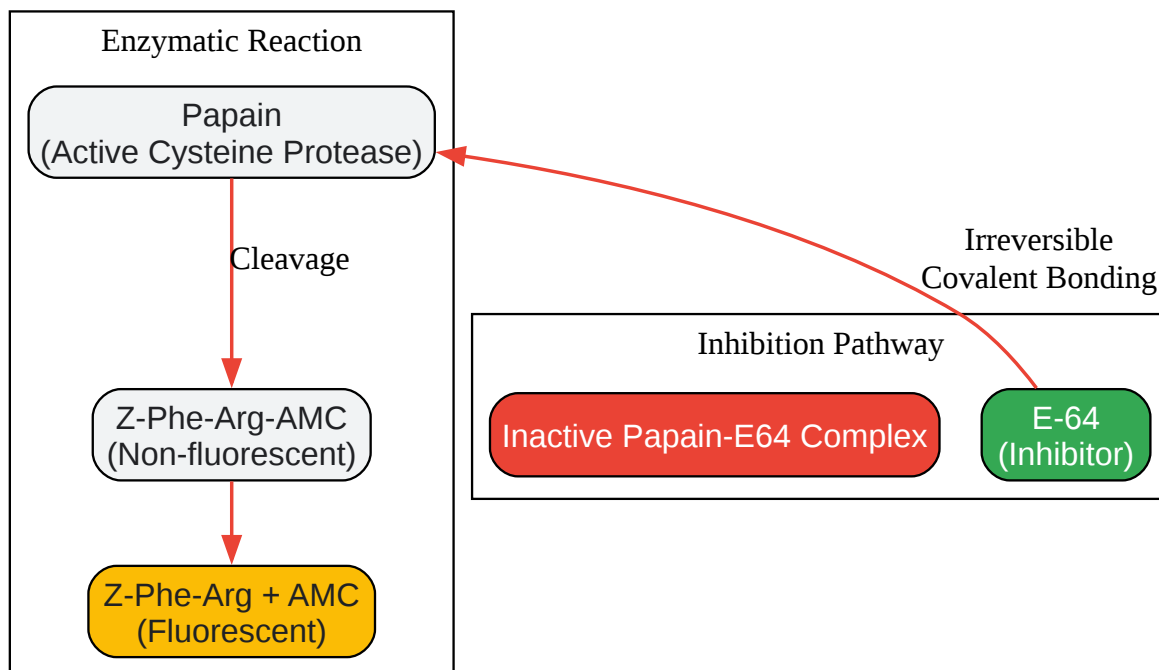 Enzymatic Reaction
Papain
(Active Cysteine Protease)
Cleavage
Z-Phe-Arg-AMC
(Non-fluorescent)
Z-Phe-Arg + AMC
(Fluorescent)
Irreversible
Covalent Bonding
Inhibition Pathway
Inactive Papain-E64 Complex
E-64
(Inhibitor)